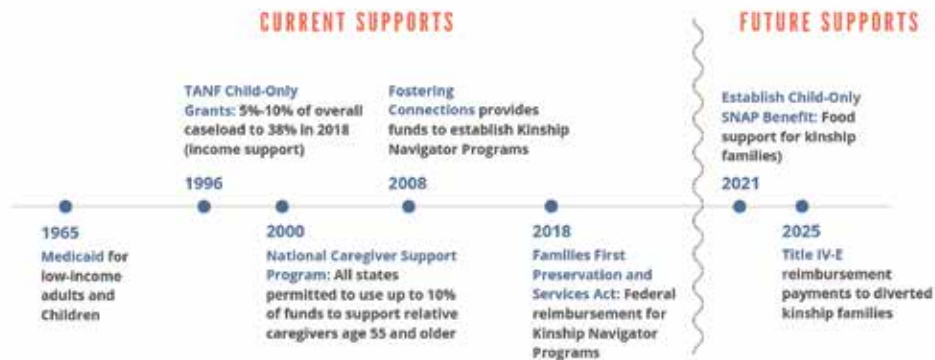 CURRENT SUPPORTS
FUTURE SUPPORTS
TANF Child-Only
Grants: 5%-10% of overall
caseload to 38% in 2018
(income support)
1996
Fostering
Connections provides
funds to establish Kinship
Navigator Programs
2008
Establish Child-Only
SNAP Benefit: Food
support for kinship
families)
2021
1965
Medicaid for
low-income
adults and
Children
2000
National Caregiver Support
Program: All states
permitted to use up to 10%
of funds to support relative
caregivers age 55 and older
2018
Families First
Preservation and
Services Act: Federal
reimbursement for
Kinship Navigator
Programs
2025
Title IV-E
reimbursement
payments to diverted
kinship families